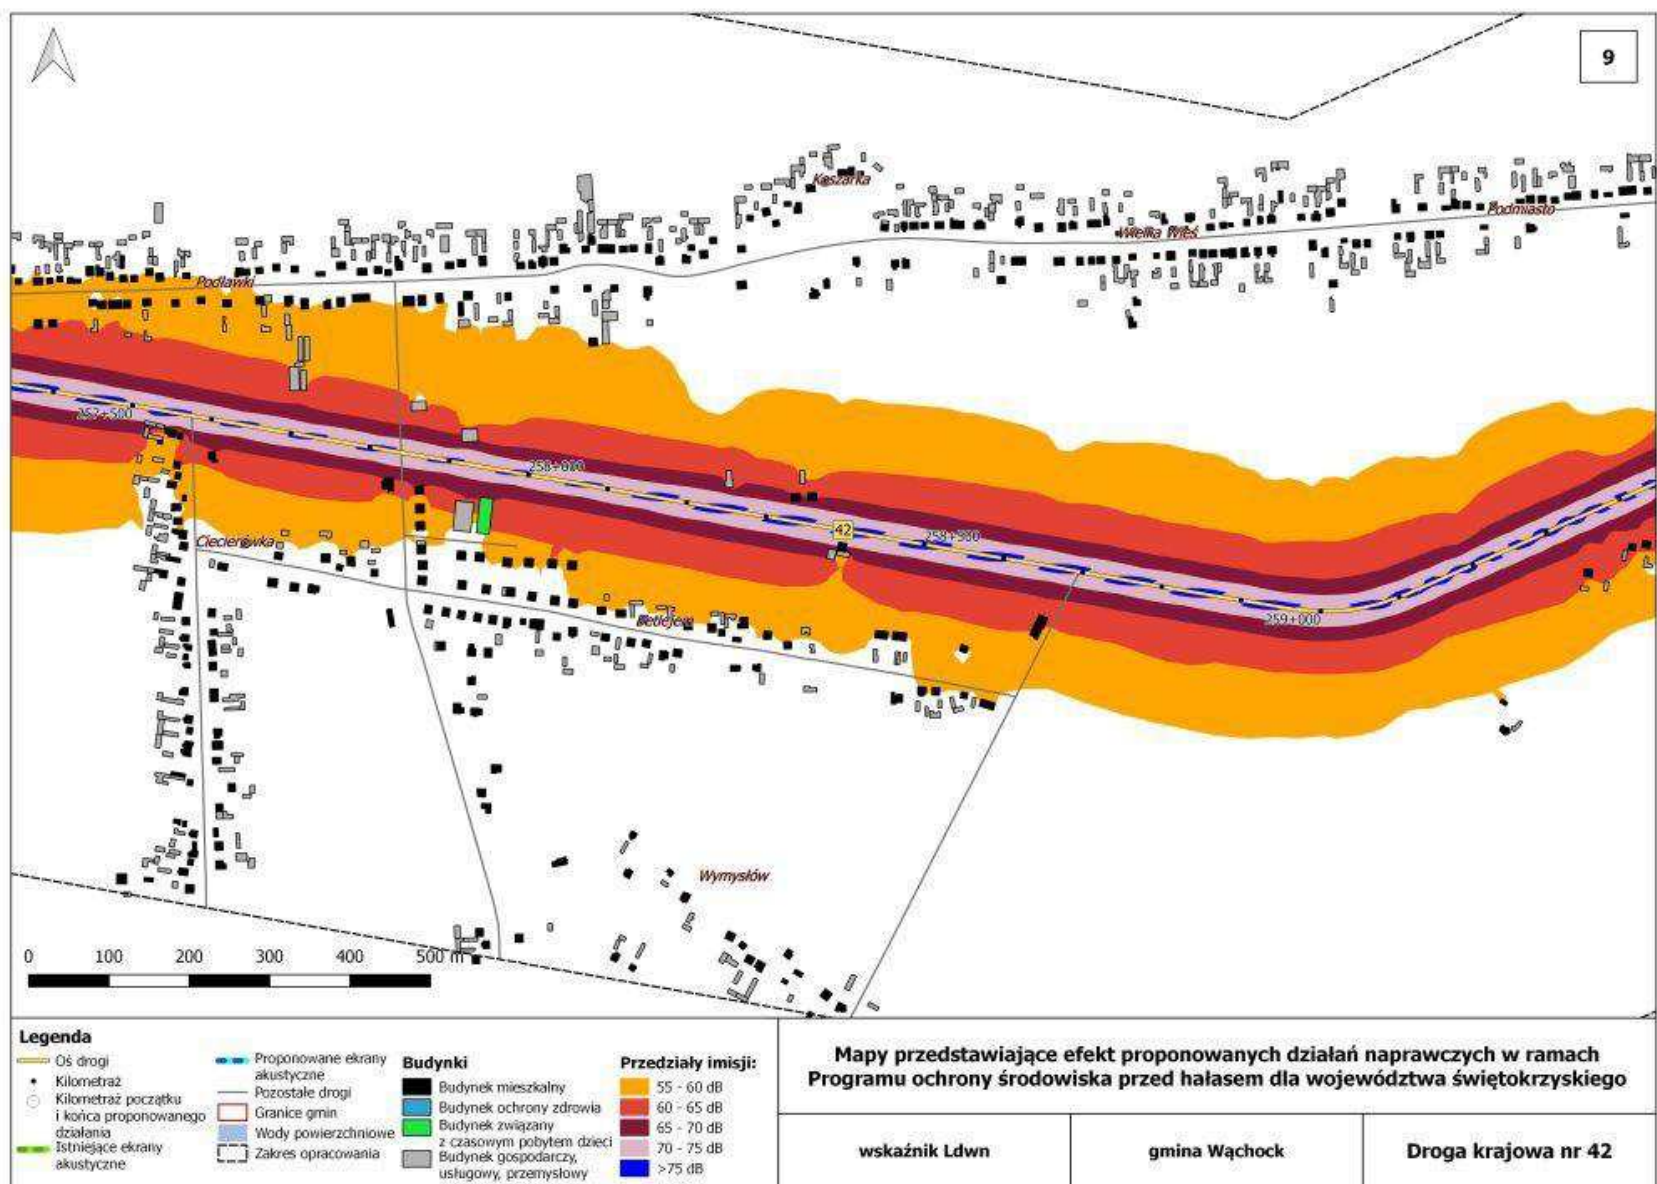 9
Kaszarka
Podmiasto
Wielka Wieś
Podławki
257+500
258+000
42
258+500
Ciecierówka
Betlejem
259+000
Wymysłów
0 100 200 300 400 500 m
Legenda
Oś drogi
Kilometraż
Kilometraż początku
i końca proponowanego
działania
Istniejące ekrany
akustyczne
Proponowane ekrany
akustyczne
Pozostałe drogi
Granice gmin
Wody powierzchniowe
Zakres opracowania
Budynki
Budynek mieszkalny
Budynek ochrony zdrowia
Budynek związany
z czasowym pobytem dzieci
Budynek gospodarczy,
usługowy, przemysłowy
Przedziały imisji:
55 - 60 dB
60 - 65 dB
65 - 70 dB
70 - 75 dB
>75 dB
Mapy przedstawiające efekt proponowanych działań naprawczych w ramach
Programu ochrony środowiska przed hałasem dla województwa świętokrzyskiego
wskaźnik Ldwn
gmina Wąchock
Droga krajowa nr 42